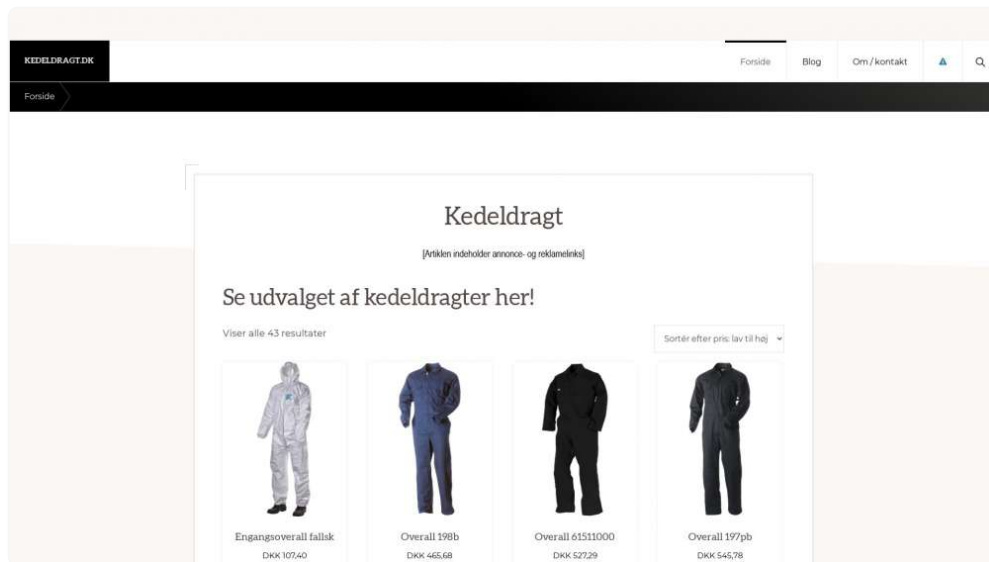 KEDELDRAGT.DK
Forside
Blog
Om / kontakt
Forside
Kedeldragt
[Artiklen indeholder annonce- og reklamelinks]
Se udvalget af kedeldragter her!
Viser alle 43 resultater
Sortér efter pris: lav til høj
Engangsoverall fallsk
Overall 198b
Overall 61511000
Overall 197pb
DKK 107,40
DKK 465,68
DKK 527,29
DKK 545,78